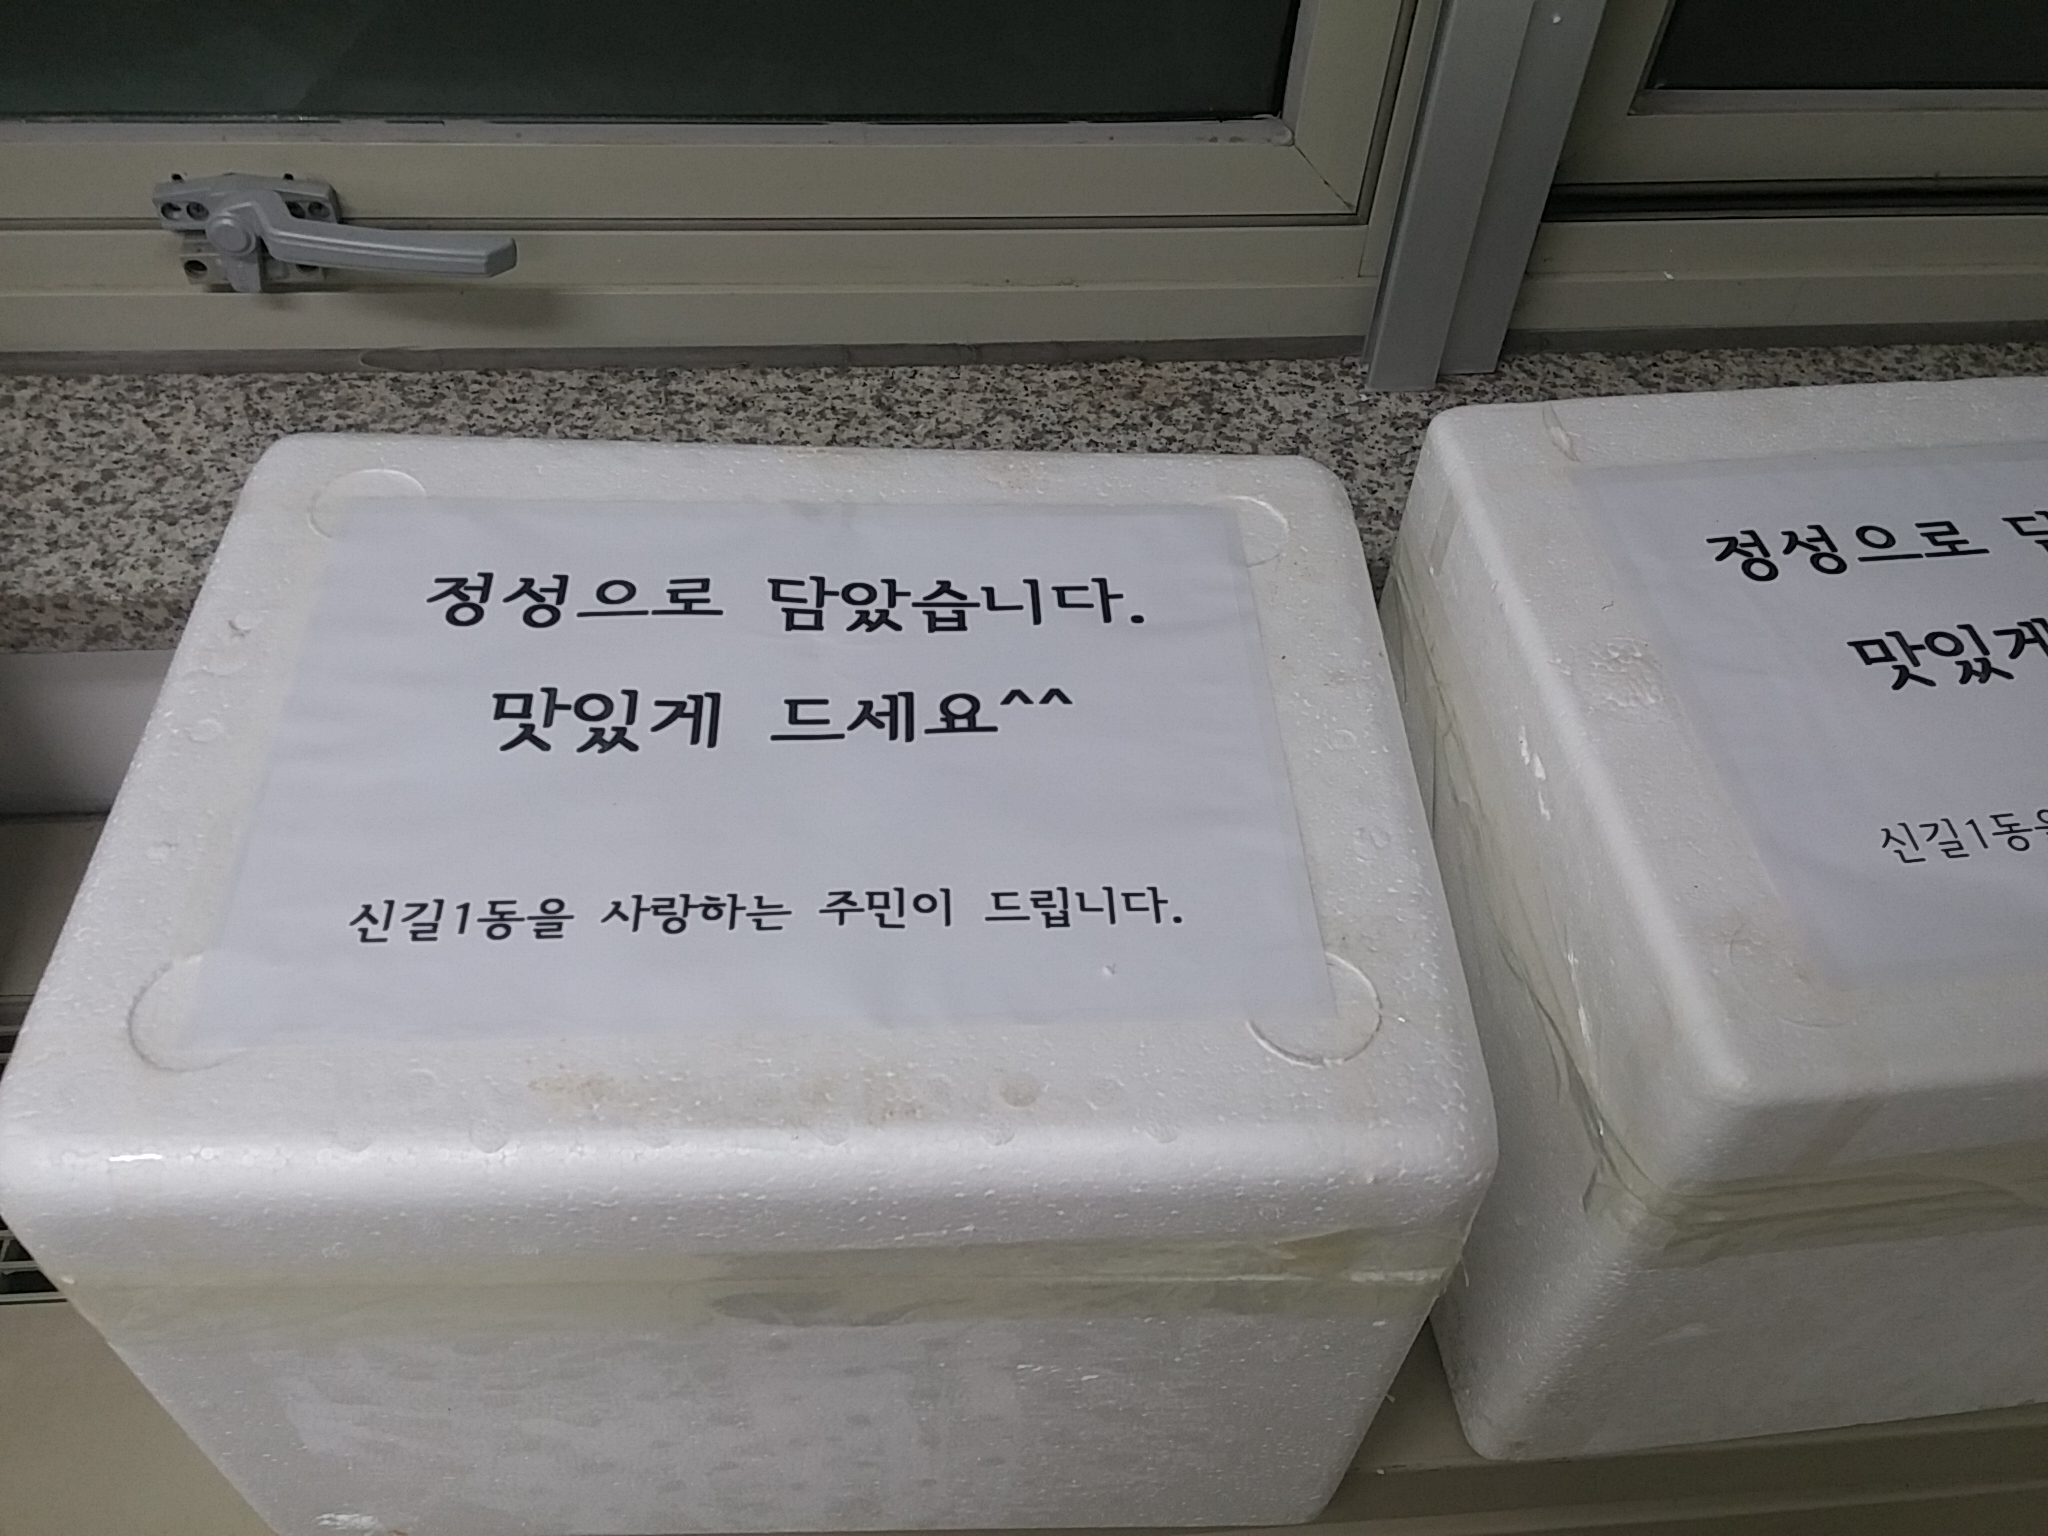 정성으로 담았습니다.
맛있게 드세요^^
신길1동을 사랑하는 주민이 드립니다.
정성으로
맛있게
신길1동을